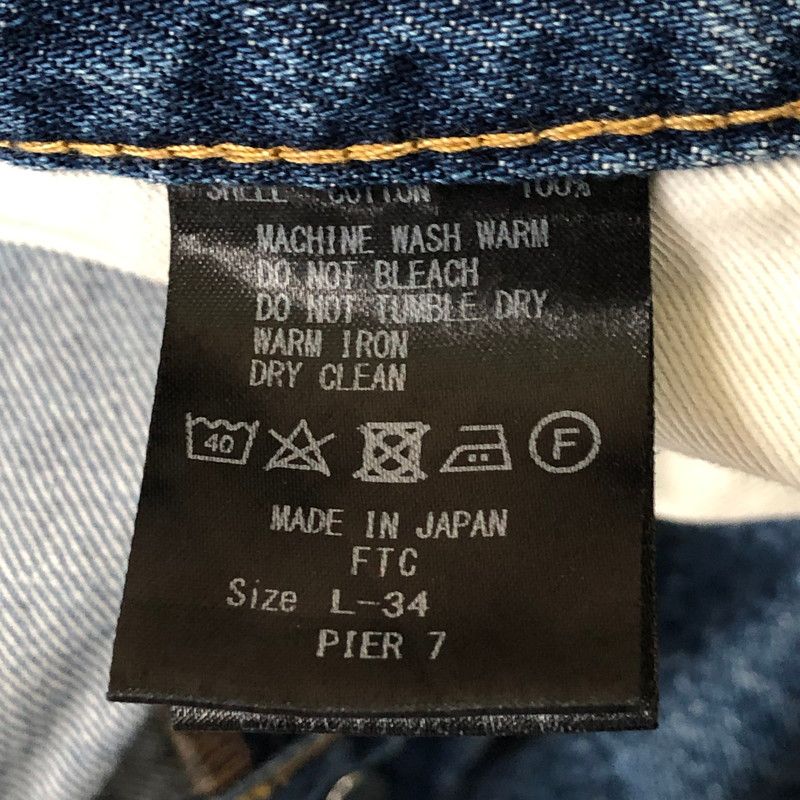 SHELL COTTON 100%
MACHINE WASH WARM
DO NOT BLEACH
DO NOT TUMBLE DRY
WARM IRON
DRY CLEAN
40 F
MADE IN JAPAN
FTC
Size L-34
PIER 7